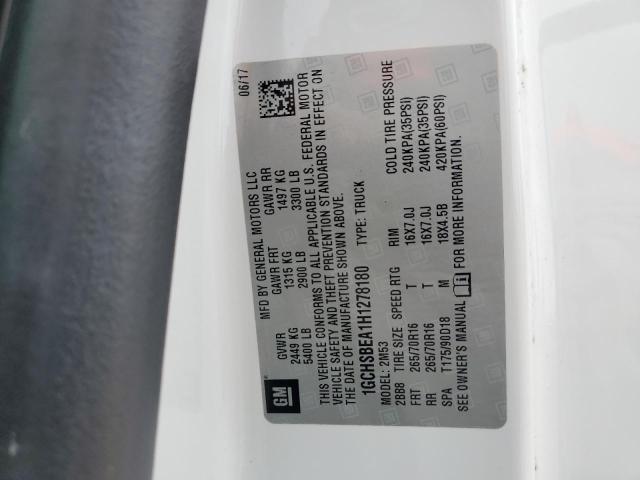 GM
MFD BY GENERAL MOTORS LLC 06/17
GVWR GAWR FRT GAWR RR
2449 KG 1315 KG 1497 KG
5400 LB 2900 LB 3300 LB
THIS VEHICLE CONFORMS TO ALL APPLICABLE U.S. FEDERAL MOTOR
VEHICLE SAFETY AND THEFT PREVENTION STANDARDS IN EFFECT ON
THE DATE OF MANUFACTURE SHOWN ABOVE.
1GCHSBEA1H1278180 TYPE: TRUCK
MODEL: 2M53
2BB8 TIRE SIZE SPEED RTG RIM COLD TIRE PRESSURE
FRT 265/70R16 T 16X7.0J 240KPA(35PSI)
RR 265/70R16 T 16X7.0J 240KPA(35PSI)
SPA T175/90D18 M 18X4.5B 420KPA(60PSI)
SEE OWNER'S MANUAL FOR MORE INFORMATION.